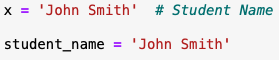 x = 'John Smith'  # Student Name
student_name = 'John Smith'